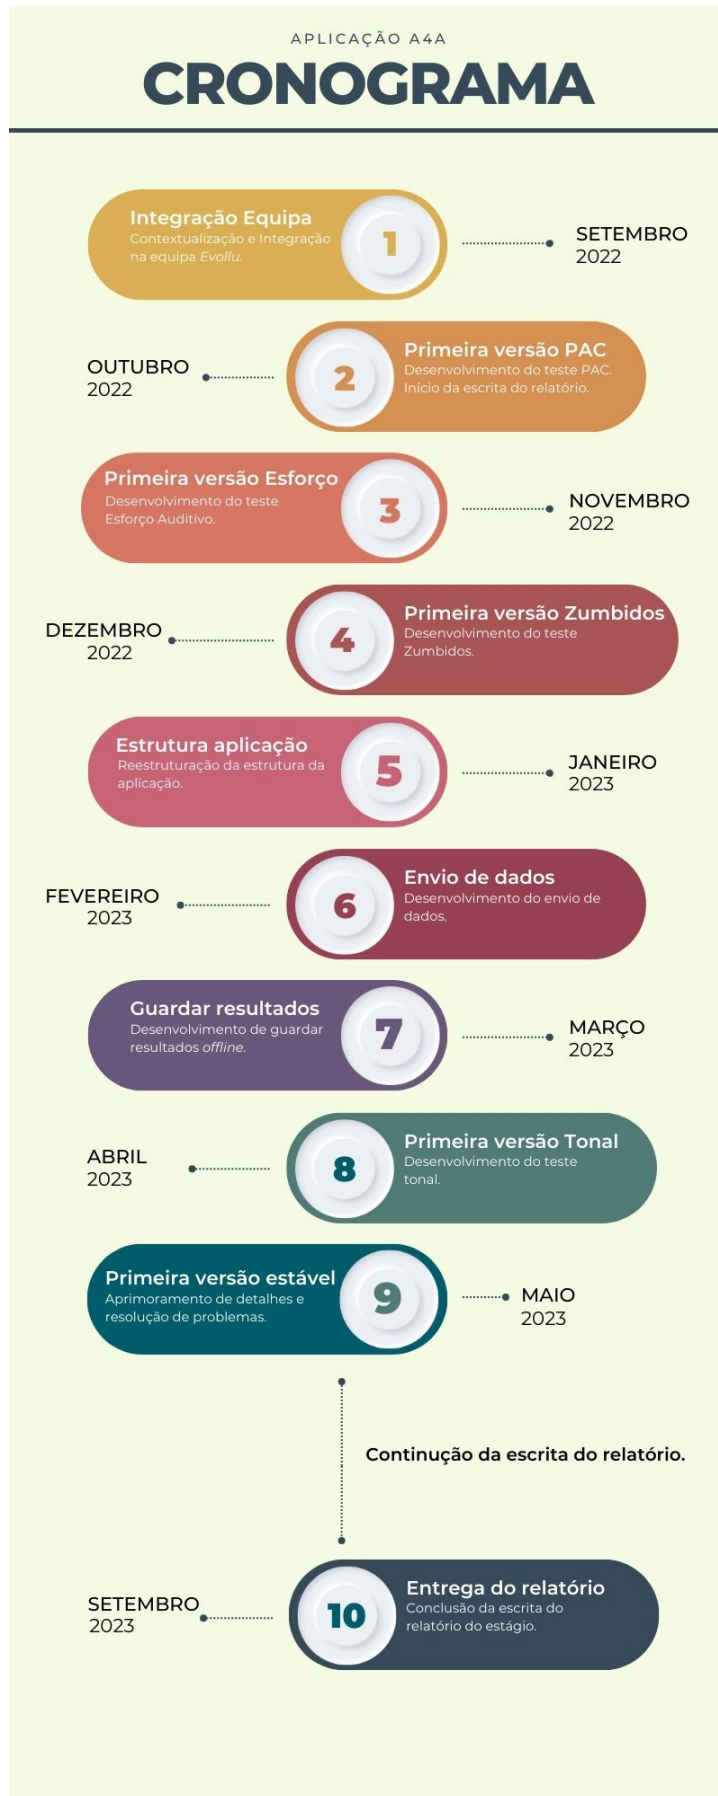 APLICAÇÃO A4A
CRONOGRAMA
Integração Equipa
Contextualização e Integração
na equipa Evollu.
1
SETEMBRO
2022
OUTUBRO
2022
2
Primeira versão PAC
Desenvolvimento do teste PAC.
Início da escrita do relatório.
Primeira versão Esforço
Desenvolvimento do teste
Esforço Auditivo.
3
NOVEMBRO
2022
DEZEMBRO
2022
4
Primeira versão Zumbidos
Desenvolvimento do teste
Zumbidos.
Estrutura aplicação
Reestruturação da estrutura da
aplicação.
5
JANEIRO
2023
FEVEREIRO
2023
6
Envio de dados
Desenvolvimento do envio de
dados.
Guardar resultados
Desenvolvimento de guardar
resultados offline.
7
MARÇO
2023
ABRIL
2023
8
Primeira versão Tonal
Desenvolvimento do teste
tonal.
Primeira versão estável
Aprimoramento de detalhes e
resolução de problemas.
9
MAIO
2023
Continução da escrita do relatório.
SETEMBRO
2023
10
Entrega do relatório
Conclusão da escrita do
relatório do estágio.